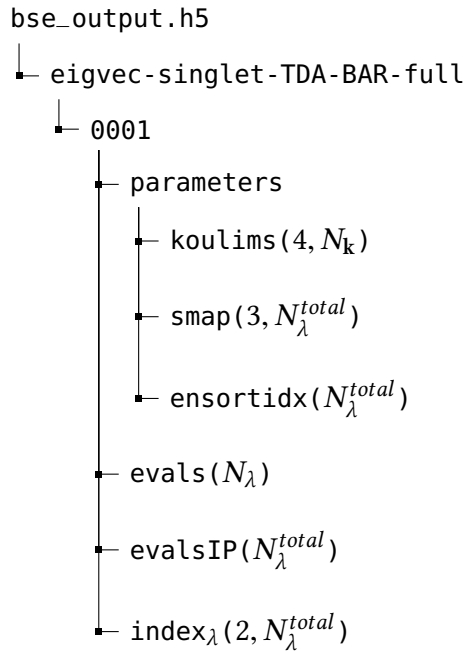 bse_output.h5
eigvec-singlet-TDA-BAR-full
0001
parameters
koulims(4, N_k)
smap(3, N_λ^total)
ensortidx(N_λ^total)
evals(N_λ)
evalsIP(N_λ^total)
index_λ(2, N_λ^total)